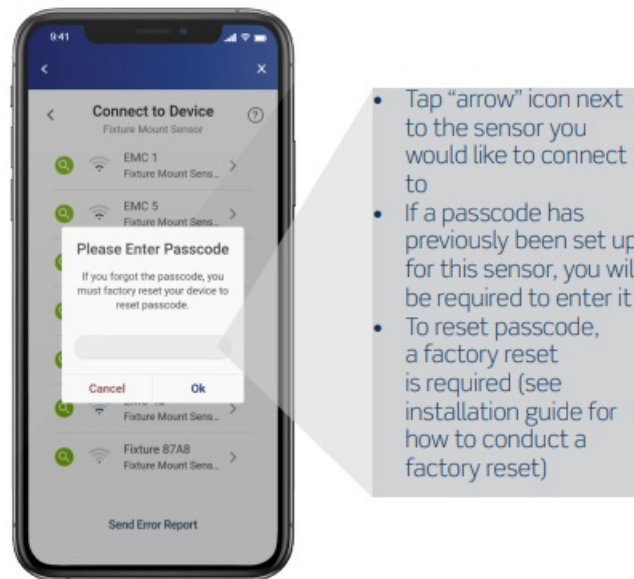 9:41
Connect to Device
Fixture Mount Sensor
EMC 1
Fixture Mount Sens...
EMC 5
Fixture Mount Sens...
Please Enter Passcode
If you forgot the passcode, you
must factory reset your device to
reset passcode.
Cancel
Ok
Fixture Mount Sens...
Fixture 87A8
Fixture Mount Sens...
Send Error Report
• Tap “arrow” icon next
to the sensor you
would like to connect
to
• If a passcode has
previously been set up
for this sensor, you will
be required to enter it
• To reset passcode,
a factory reset
is required (see
installation guide for
how to conduct a
factory reset)